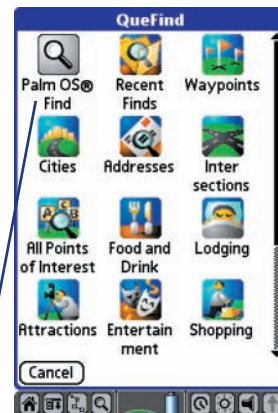 QueFind
Palm OS® Recent Waypoints
Find Finds
Cities Addresses Inter
sections
All Points Food and Lodging
of Interest Drink
Attractions Entertain Shopping
ment
Cancel